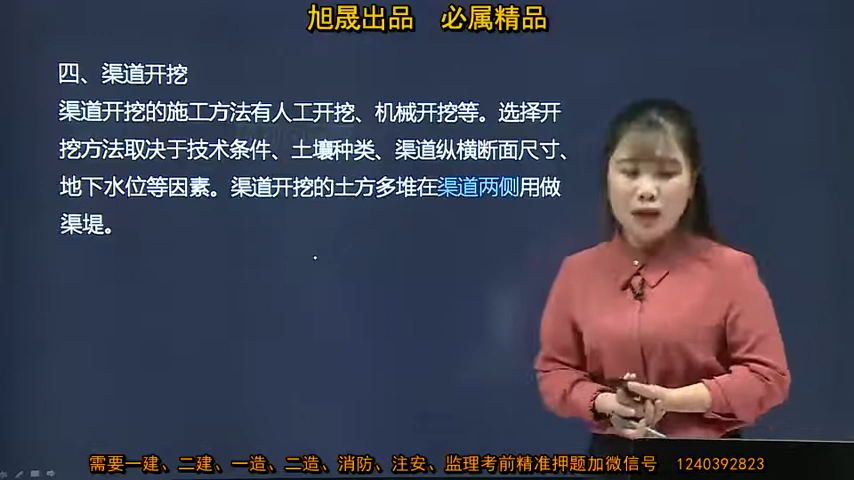 旭晟出品 必属精品
四、渠道开挖
渠道开挖的施工方法有人工开挖、机械开挖等。选择开
挖方法取决于技术条件、土壤种类、渠道纵横断面尺寸、
地下水位等因素。渠道开挖的土方多堆在渠道两侧用做
渠堤。
需要一建、二建、一造、二造、消防、注安、监理考前精准押题加微信号 1240392823